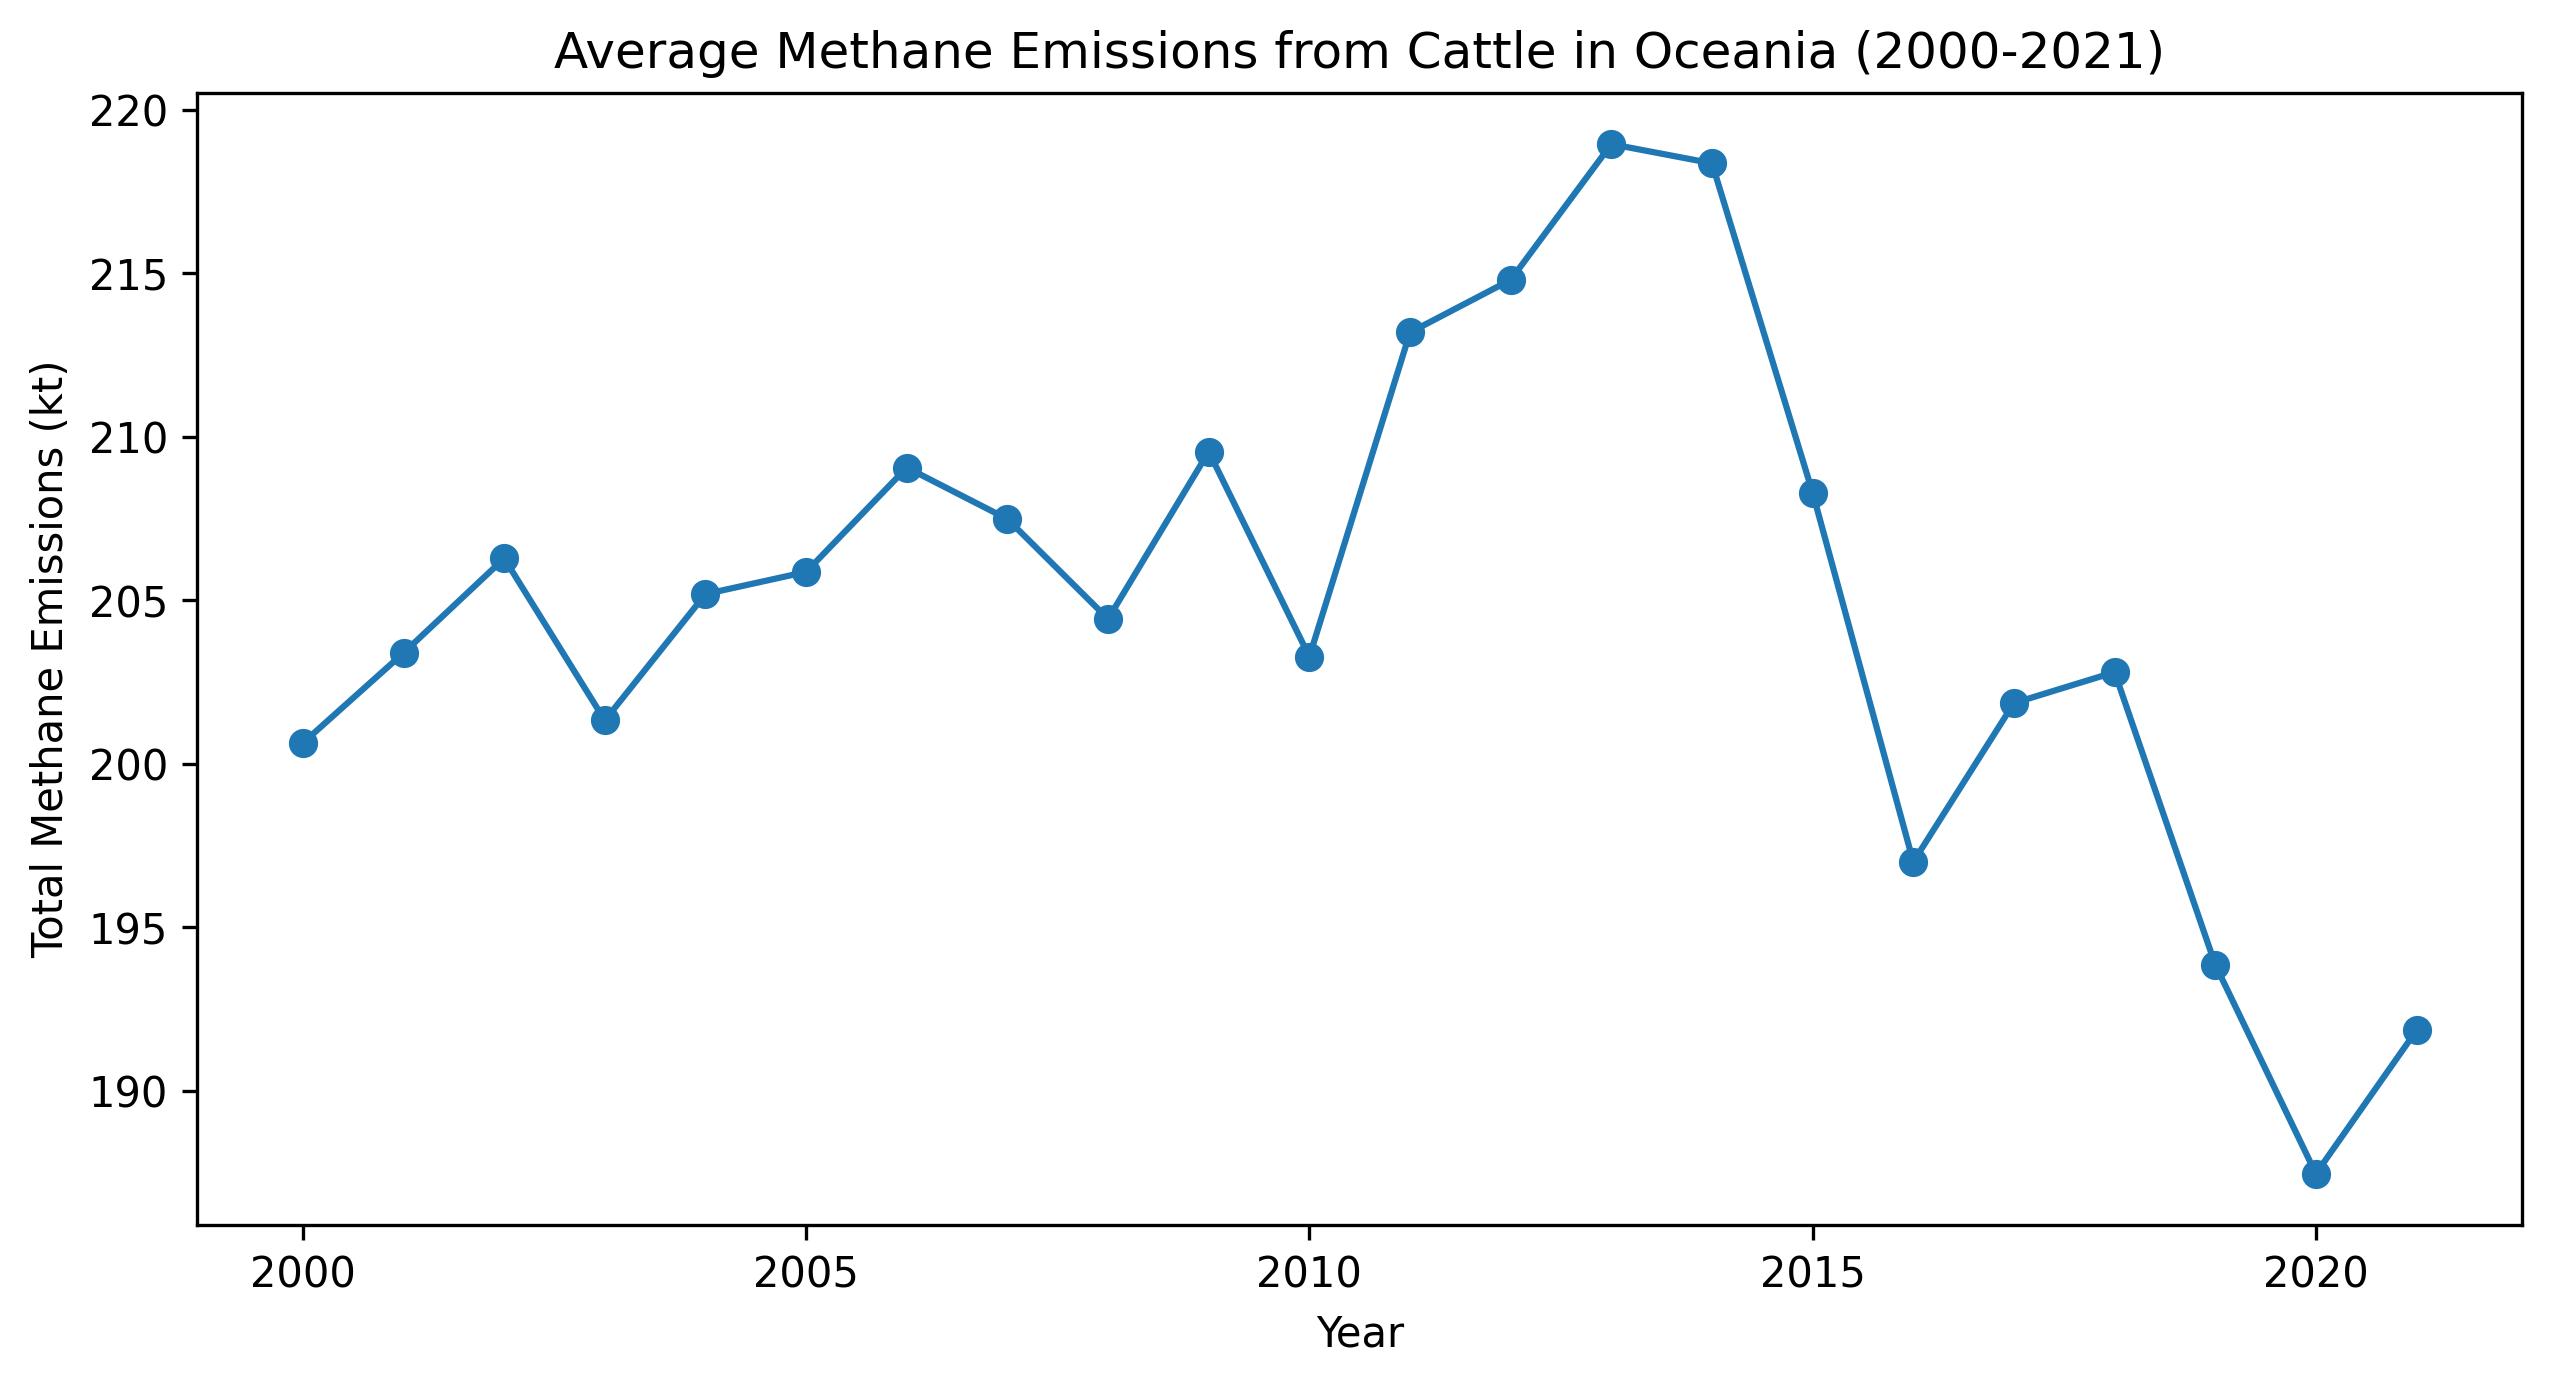 Average Methane Emissions from Cattle in Oceania (2000-2021)
Total Methane Emissions (kt)
220
215
210
205
200
195
190
2000 2005 2010 2015 2020
Year